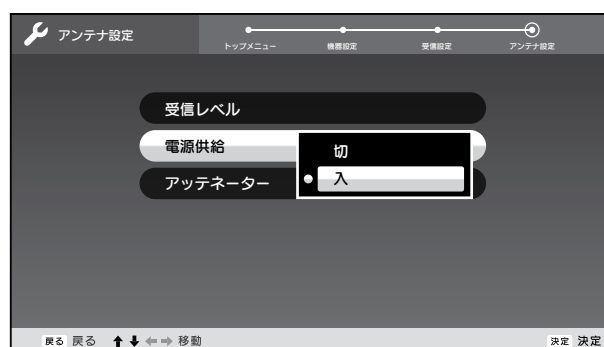 アンテナ設定
トップメニュー 機器設定 受信設定 アンテナ設定
受信レベル
電源供給
切
入
アッテネーター
戻る 戻る 移動 決定 決定